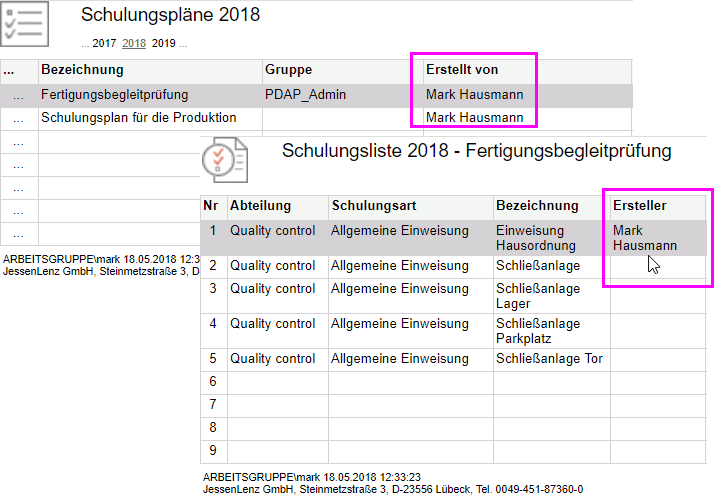 Schulungspläne 2018
... 2017 2018 2019 ...
... Bezeichnung Gruppe Erstellt von
... Fertigungsbegleitprüfung PDAP_Admin Mark Hausmann
... Schulungsplan für die Produktion Mark Hausmann
...
...
...
...
...
ARBEITSGRUPPE\mark 18.05.2018 12:33
JessenLenz GmbH, Steinmetzstraße 3, D
Schulungsliste 2018 - Fertigungsbegleitprüfung
Nr Abteilung Schulungsart Bezeichnung Ersteller
1 Quality control Allgemeine Einweisung Einweisung Mark
Hausordnung Hausmann
2 Quality control Allgemeine Einweisung Schließanlage
3 Quality control Allgemeine Einweisung Schließanlage
Lager
4 Quality control Allgemeine Einweisung Schließanlage
Parkplatz
5 Quality control Allgemeine Einweisung Schließanlage Tor
6
7
8
9
ARBEITSGRUPPE\mark 18.05.2018 12:33:23
JessenLenz GmbH, Steinmetzstraße 3, D-23556 Lübeck, Tel. 0049-451-87360-0